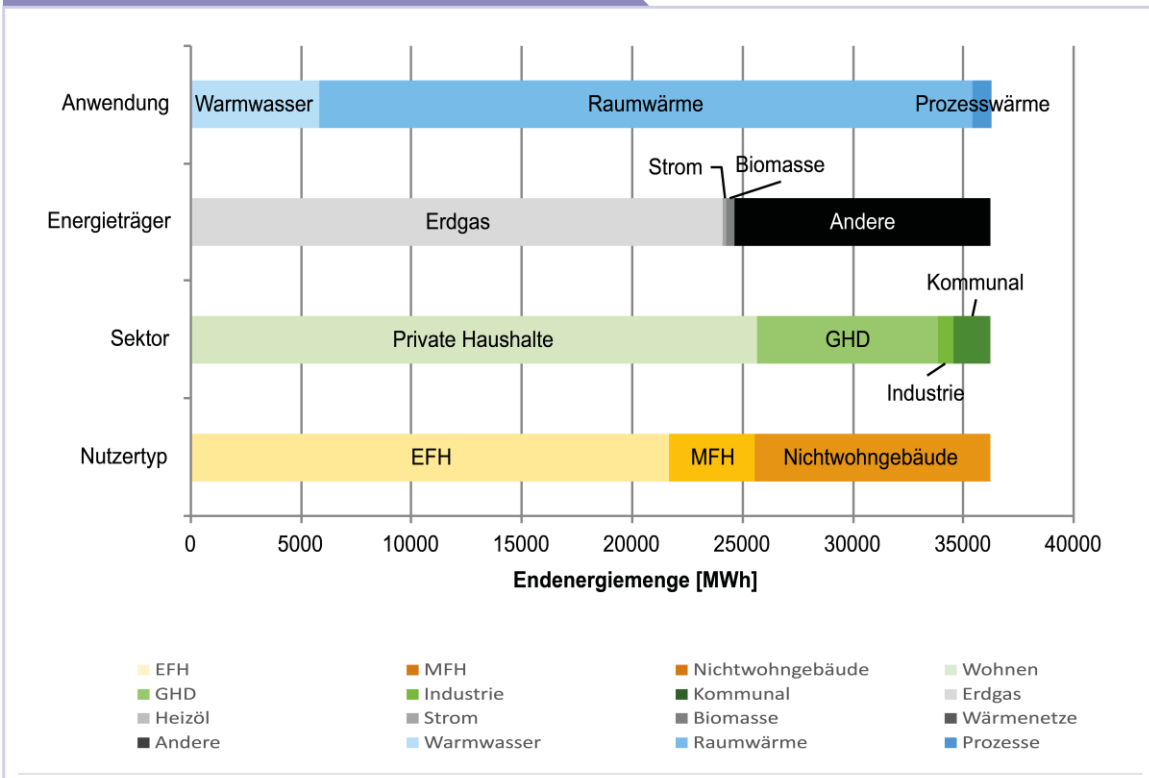 Anwendung Warmwasser Raumwärme Prozesswärme
Strom Biomasse
Energieträger Erdgas Andere
Kommunal
Sektor Private Haushalte GHD
Industrie
Nutzertyp EFH MFH Nichtwohngebäude
0 5000 10000 15000 20000 25000 30000 35000 40000
Endenergiemenge [MWh]
EFH MFH Nichtwohngebäude Wohnen
GHD Industrie Kommunal Erdgas
Heizöl Strom Biomasse Wärmenetze
Andere Warmwasser Raumwärme Prozesse